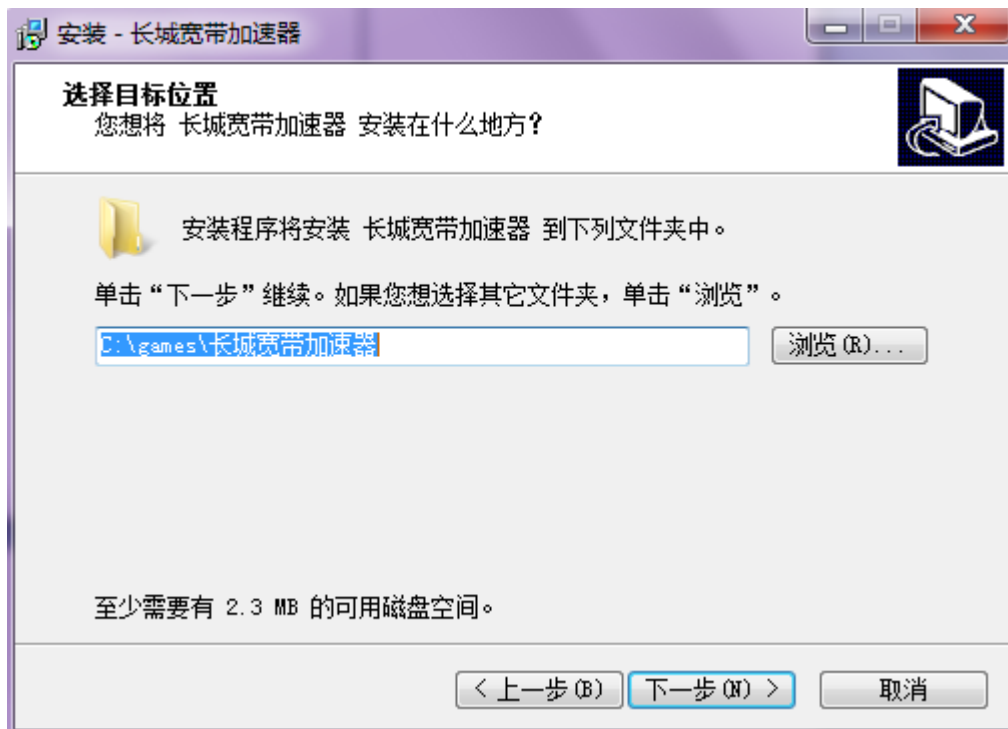 安装 - 长城宽带加速器
选择目标位置
您想将 长城宽带加速器 安装在什么地方?
安装程序将安装 长城宽带加速器 到下列文件夹中。
单击“下一步”继续。如果您想选择其它文件夹，单击“浏览”。
C:\games\长城宽带加速器
浏览(R)...
至少需要有 2.3 MB 的可用磁盘空间。
< 上一步(B)
下一步(N) >
取消